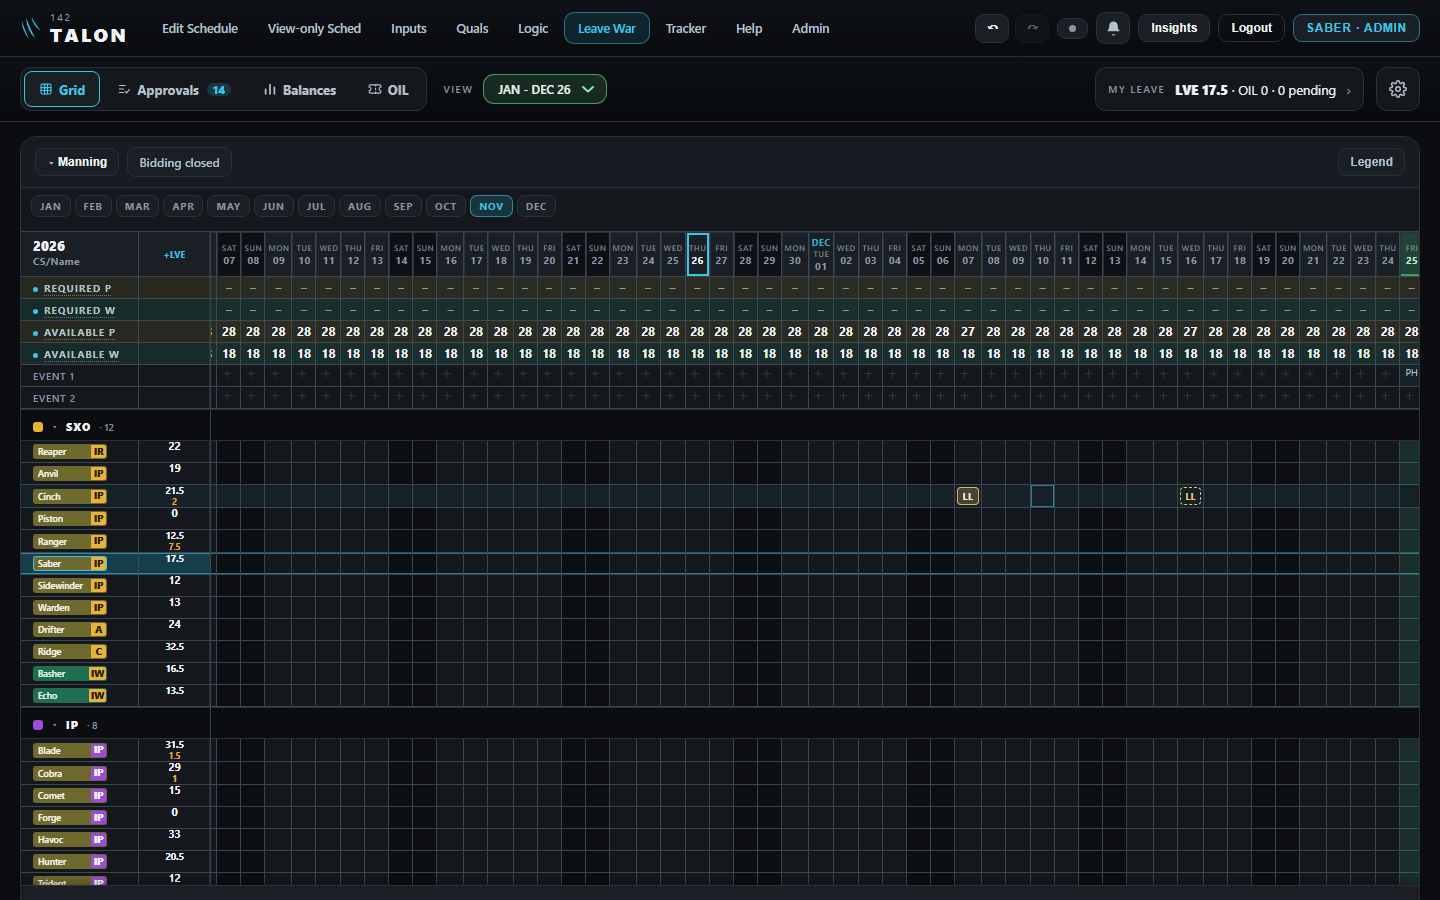 142
TALON
Edit Schedule
View-only Sched
Inputs
Quals
Logic
Leave War
Tracker
Help
Admin
Insights
Logout
SABER · ADMIN
Grid
Approvals 14
Balances
OIL
VIEW
JAN - DEC 26
MY LEAVE LVE 17.5 · OIL 0 · 0 pending ›
Manning
Bidding closed
Legend
JAN FEB MAR APR MAY JUN JUL AUG SEP OCT NOV DEC
2026
CS/Name
+LVE
SAT 07 SUN 08 MON 09 TUE 10 WED 11 THU 12 FRI 13 SAT 14 SUN 15 MON 16 TUE 17 WED 18 THU 19 FRI 20 SAT 21 SUN 22 MON 23 TUE 24 WED 25 THU 26 FRI 27 SAT 28 SUN 29 MON 30 DEC TUE 01 WED 02 THU 03 FRI 04 SAT 05 SUN 06 MON 07 TUE 08 WED 09 THU 10 FRI 11 SAT 12 SUN 13 MON 14 TUE 15 WED 16 THU 17 FRI 18 SAT 19 SUN 20 MON 21 TUE 22 WED 23 THU 24 FRI 25
REQUIRED P – – – – – – – – – – – – – – – – – – – – – – – – – – – – – – – – – – – – – – – – – – – – – – – – –
REQUIRED W – – – – – – – – – – – – – – – – – – – – – – – – – – – – – – – – – – – – – – – – – – – – – – – – –
AVAILABLE P 28 28 28 28 28 28 28 28 28 28 28 28 28 28 28 28 28 28 28 28 28 28 28 28 28 28 28 28 28 28 27 28 28 28 28 28 28 28 28 27 28 28 28 28 28 28 28 28 28
AVAILABLE W 18 18 18 18 18 18 18 18 18 18 18 18 18 18 18 18 18 18 18 18 18 18 18 18 18 18 18 18 18 18 18 18 18 18 18 18 18 18 18 18 18 18 18 18 18 18 18 18 18
EVENT 1 + + + + + + + + + + + + + + + + + + + + + + + + + + + + + + + + + + + + + + + + + + + + + + + + PH
EVENT 2 + + + + + + + + + + + + + + + + + + + + + + + + + + + + + + + + + + + + + + + + + + + + + + + + +
SXO · 12
Reaper IR 22
Anvil IP 19
Cinch IP 21.5 2 LL LL
Piston IP 0
Ranger IP 12.5 7.5
Saber IP 17.5
Sidewinder IP 12
Warden IP 13
Drifter A 24
Ridge C 32.5
Basher IW 16.5
Echo IW 13.5
IP · 8
Blade IP 31.5 1.5
Cobra IP 29 1
Comet IP 15
Forge IP 0
Havoc IP 33
Hunter IP 20.5
Trident IP 12